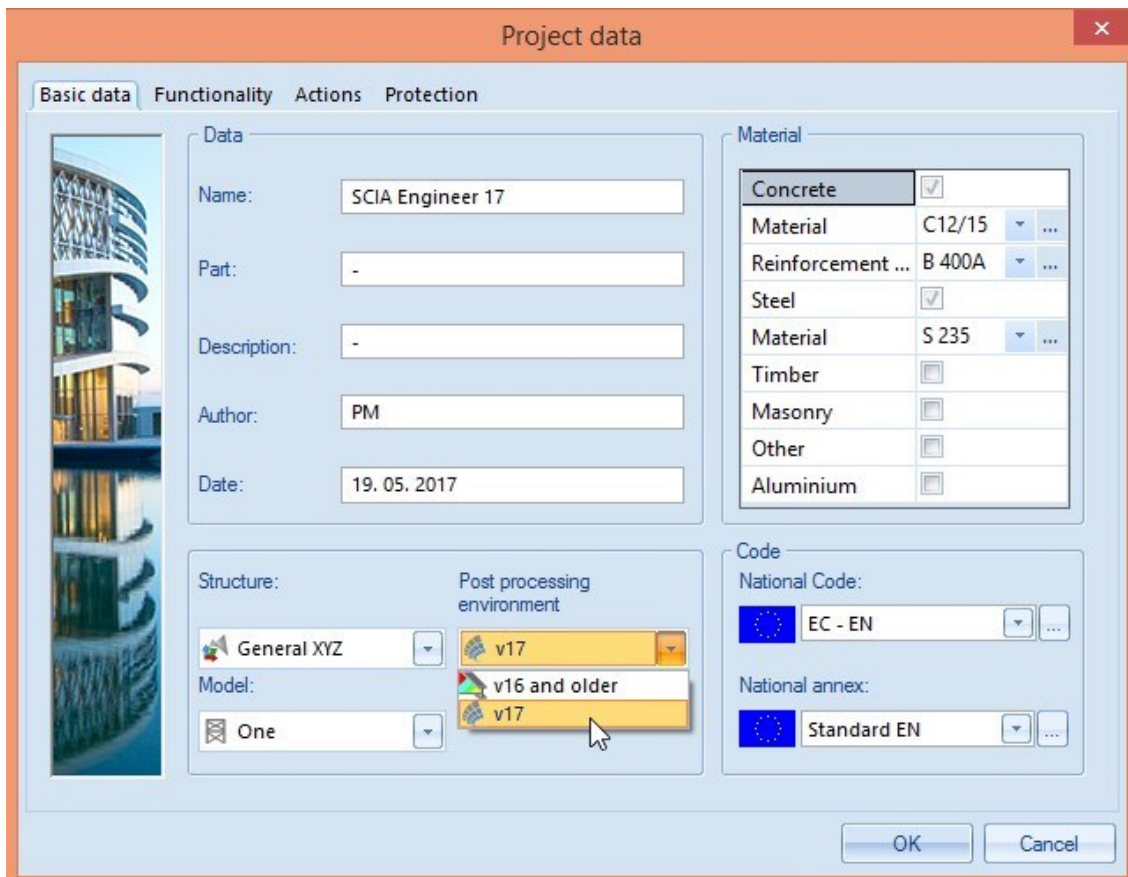 Project data
Basic data Functionality Actions Protection
Data
Name: SCIA Engineer 17
Part: -
Description: -
Author: PM
Date: 19. 05. 2017
Material
Concrete
Material C12/15 ...
Reinforcement ... B 400A ...
Steel
Material S 235 ...
Timber
Masonry
Other
Aluminium
Structure:
General XYZ
Model:
One
Post processing
environment
v17
v16 and older
v17
Code
National Code:
EC - EN ...
National annex:
Standard EN ...
OK Cancel